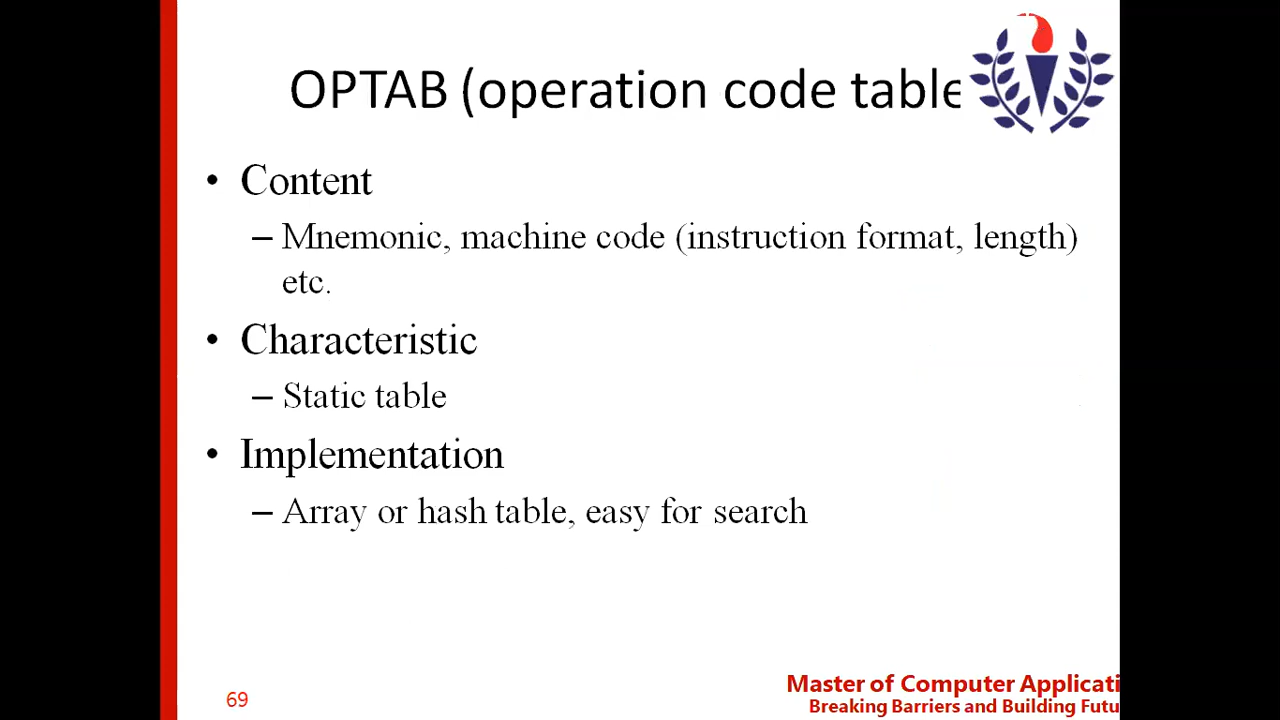 OPTAB (operation code table
• Content
– Mnemonic, machine code (instruction format, length)
etc.
• Characteristic
– Static table
• Implementation
– Array or hash table, easy for search
69
Master of Computer Applicati
Breaking Barriers and Building Futu